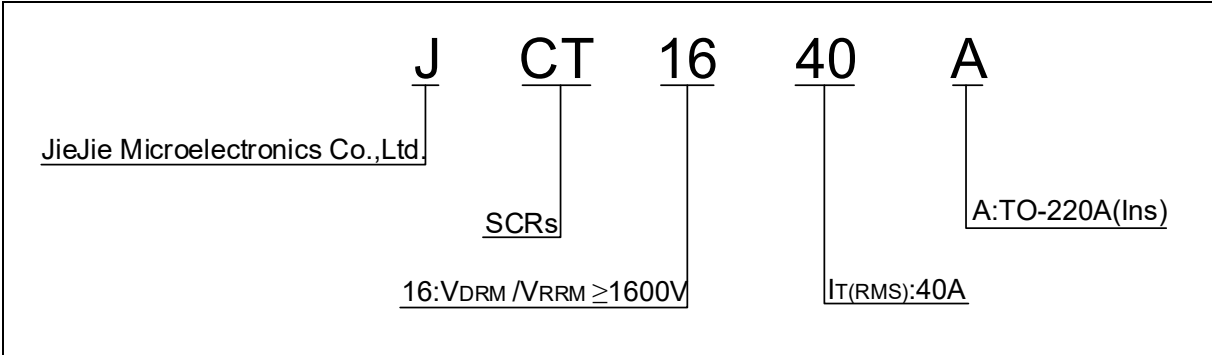 J CT 16 40 A
JieJie Microelectronics Co.,Ltd.
SCRs
A:TO-220A(Ins)
16:VDRM /VRRM ≥1600V
IT(RMS):40A